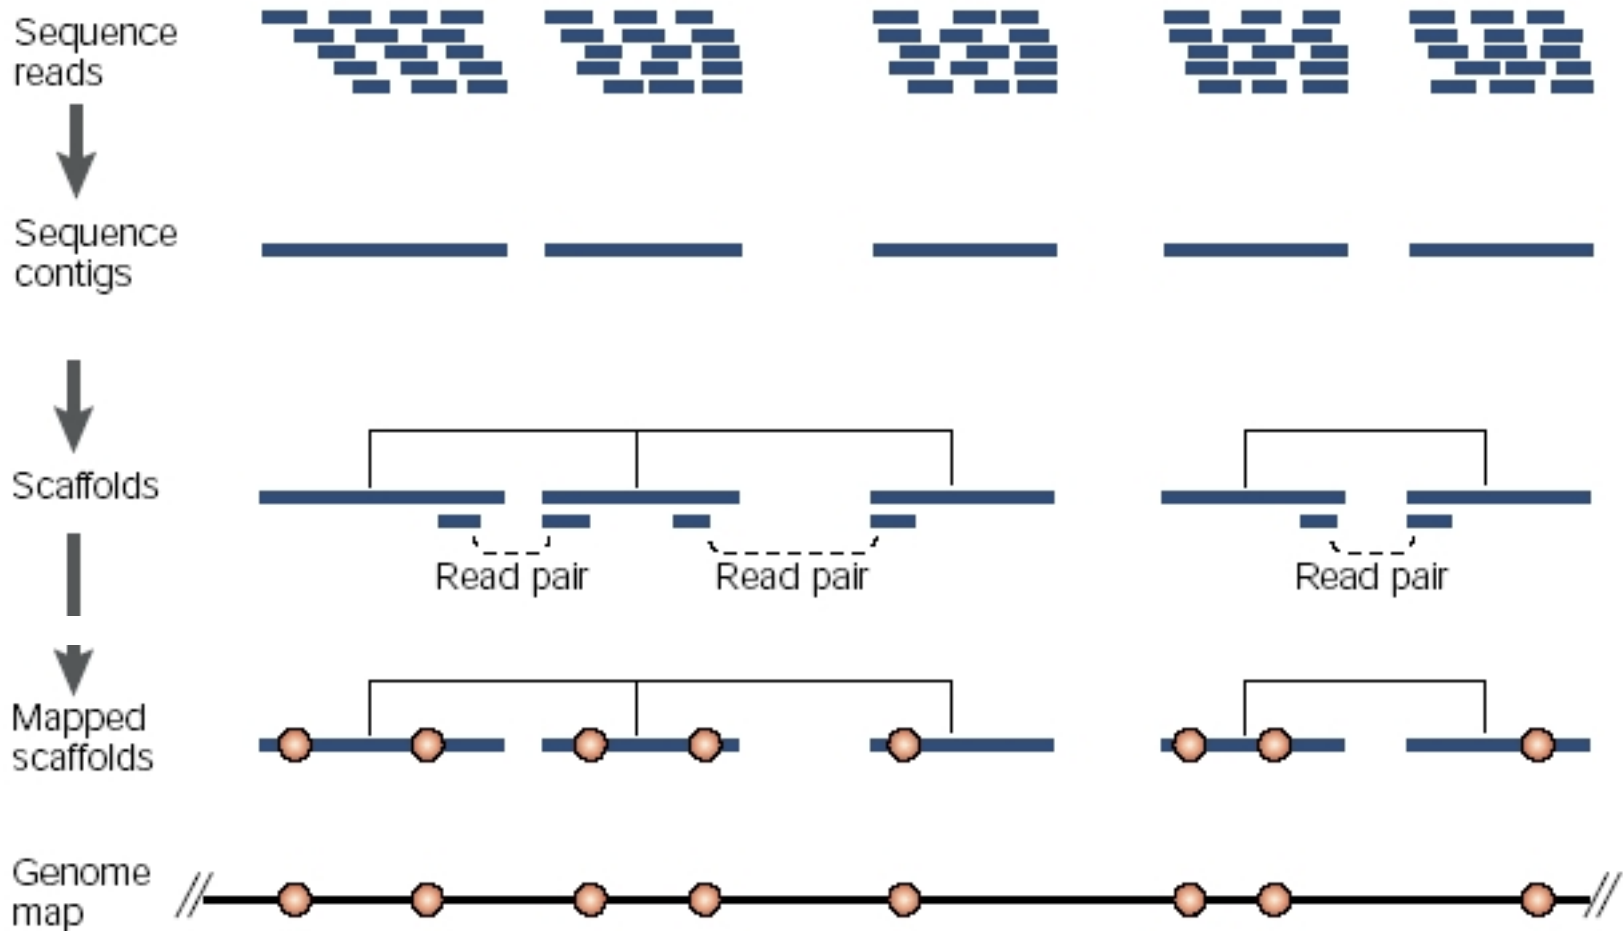 Sequence
reads
Sequence
contigs
Scaffolds
Read pair
Read pair
Read pair
Mapped
scaffolds
Genome
map